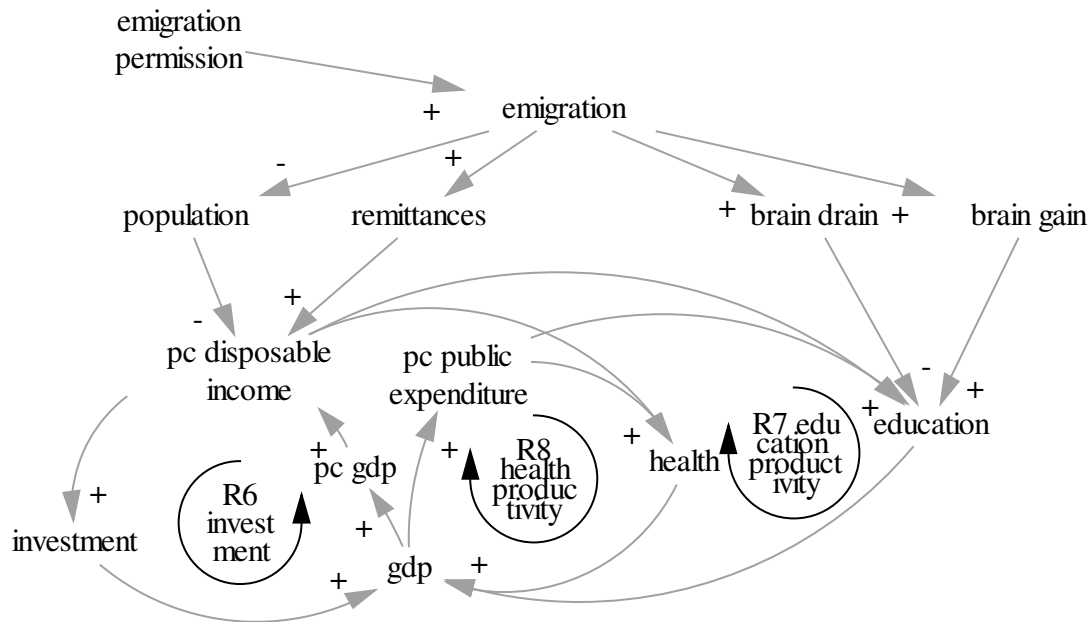 emigration
permission
+
emigration
-
+
population
remittances
+
brain drain
+
brain gain
-
+
pc disposable
income
pc public
expenditure
-
+
+
education
+
+
pc gdp
+
R8
health
produc
tivity
+
health
R7 edu
cation
product
ivity
+
R6
invest
ment
investment
+
+
gdp
+